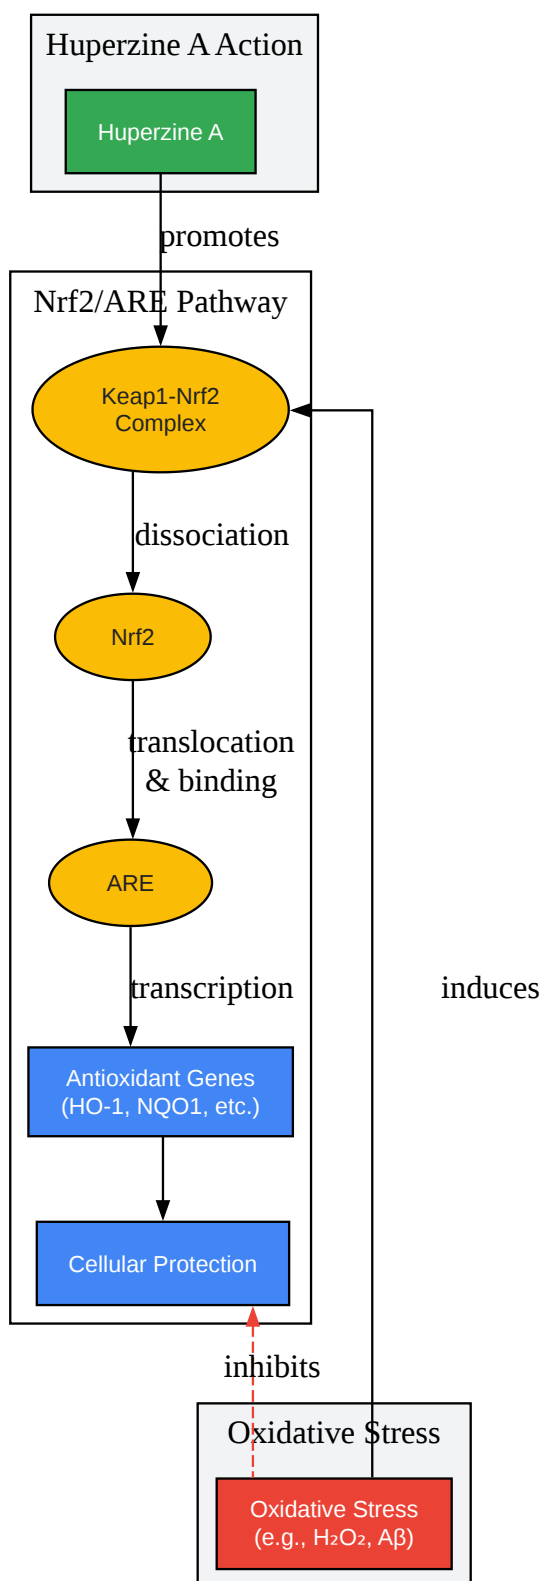 Huperzine A Action
Huperzine A
promotes
Nrf2/ARE Pathway
Keap1-Nrf2
Complex
dissociation
Nrf2
translocation
& binding
ARE
transcription
induces
Antioxidant Genes
(HO-1, NQO1, etc.)
Cellular Protection
inhibits
Oxidative Stress
Oxidative Stress
(e.g., H₂O₂, Aβ)